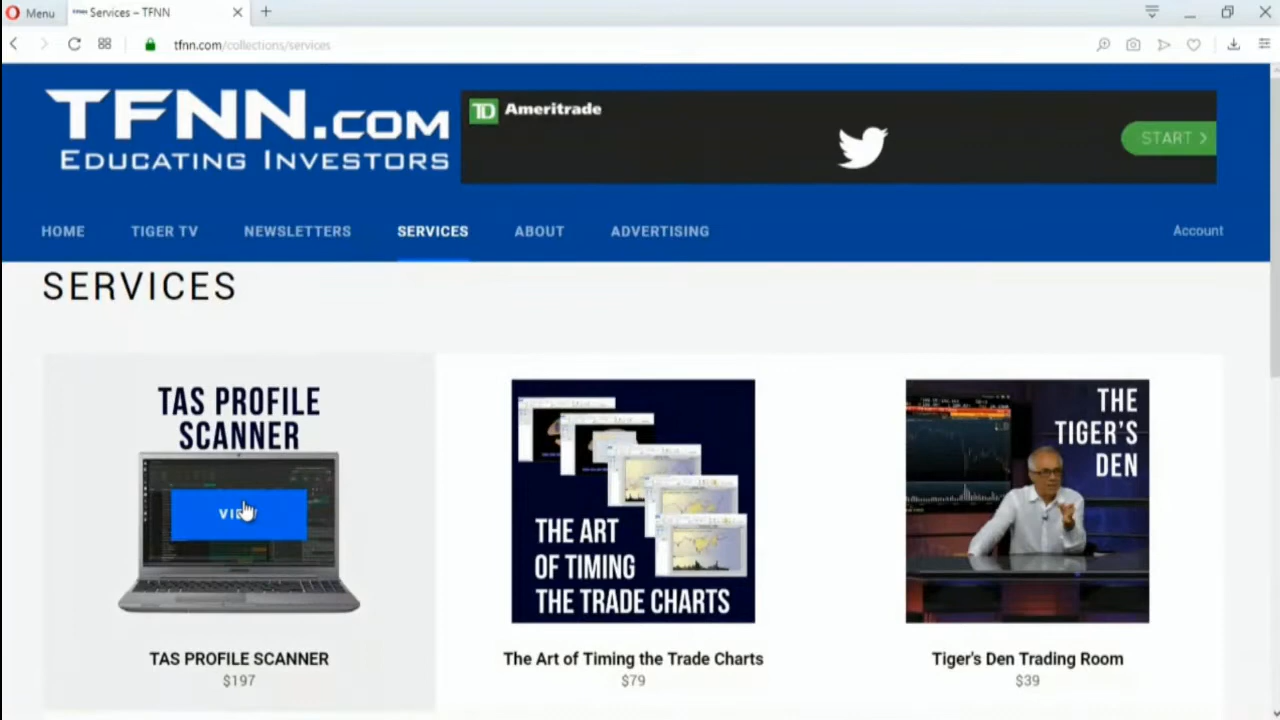 Menu
Services – TFNN
tfnn.com/collections/services
TFNN.COM
EDUCATING INVESTORS
TD Ameritrade
START >
HOME TIGER TV NEWSLETTERS SERVICES ABOUT ADVERTISING Account
SERVICES
TAS PROFILE
SCANNER
THE ART
OF TIMING
THE TRADE CHARTS
THE
TIGER'S
DEN
TAS PROFILE SCANNER
$197
The Art of Timing the Trade Charts
$79
Tiger's Den Trading Room
$39